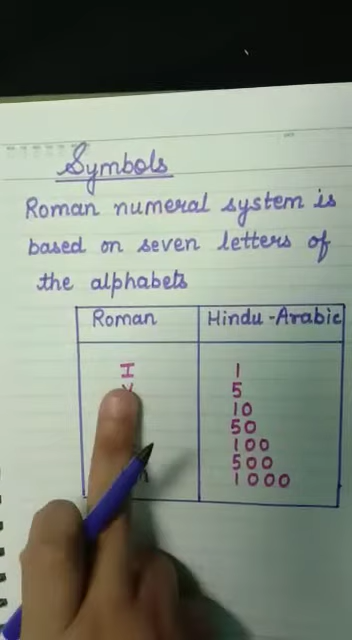 Symbols
Roman numeral system is
based on seven letters of
the alphabets
Roman Hindu-Arabic
I 1
5
10
50
100
500
1000